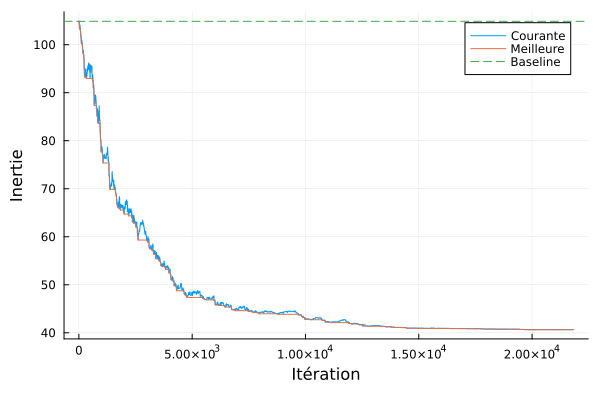 Inertie
100
90
80
70
60
50
40
Courante
Meilleure
Baseline
0
5.00×10³
1.00×10⁴
1.50×10⁴
2.00×10⁴
Itération